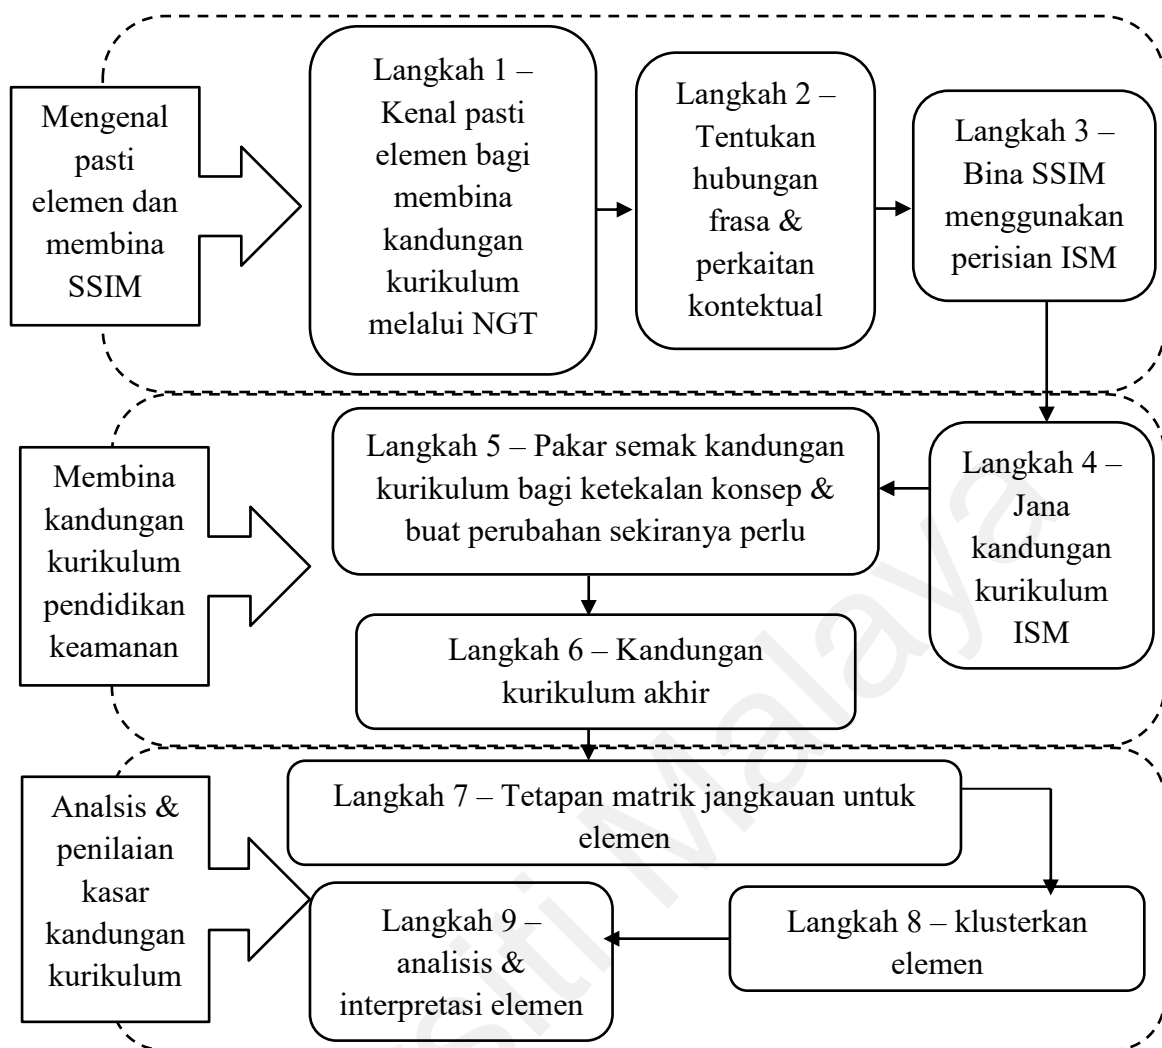 Mengenal
pasti
elemen dan
membina
SSIM
Langkah 1 –
Kenal pasti
elemen bagi
membina
kandungan
kurikulum
melalui NGT
Langkah 2 –
Tentukan
hubungan
frasa &
perkaitan
kontektual
Langkah 3 –
Bina SSIM
menggunakan
perisian ISM
Membina
kandungan
kurikulum
pendidikan
keamanan
Langkah 4 –
Jana
kandungan
kurikulum
ISM
Langkah 5 – Pakar semak kandungan
kurikulum bagi ketekalan konsep &
buat perubahan sekiranya perlu
Langkah 6 – Kandungan
kurikulum akhir
Analsis &
penilaian
kasar
kandungan
kurikulum
Langkah 7 – Tetapan matrik jangkauan untuk
elemen
Langkah 8 – klusterkan
elemen
Langkah 9 –
analisis &
interpretasi elemen
siti Malaya